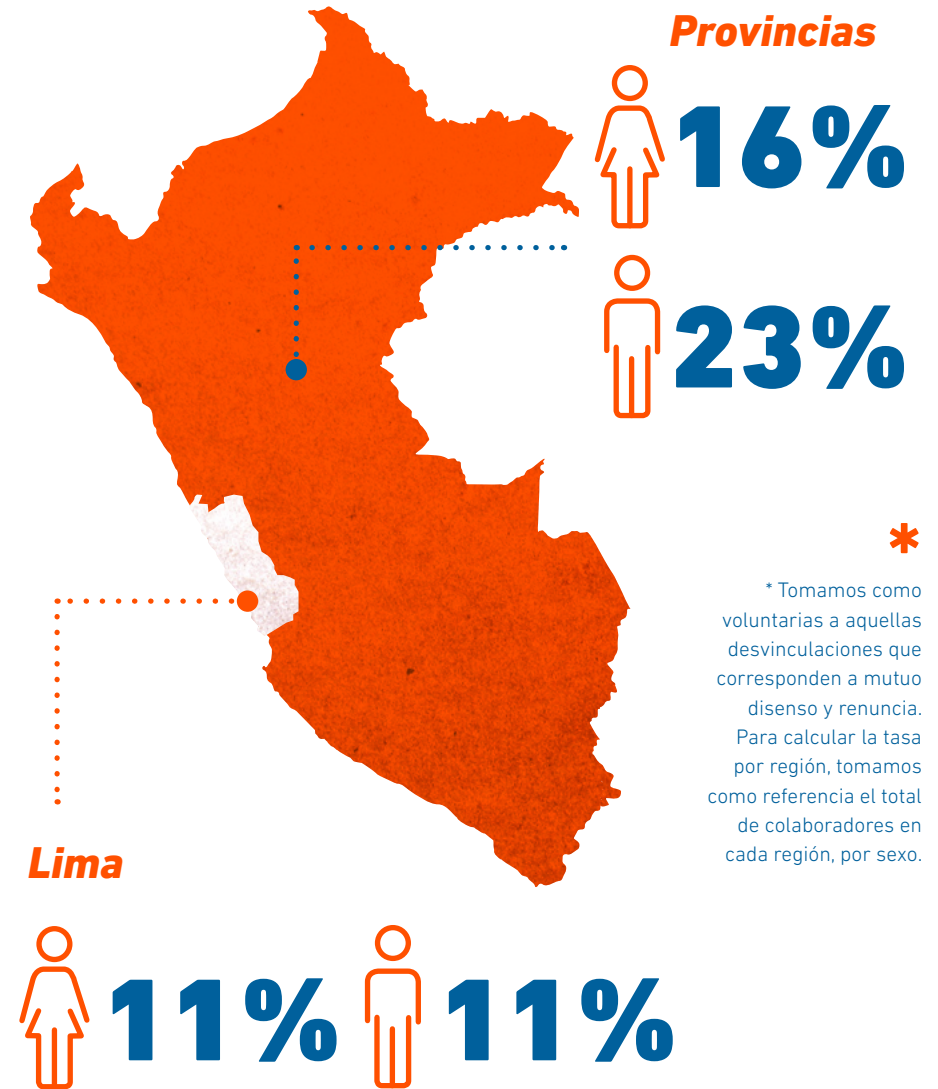 Provincias
16%
23%
*
* Tomamos como
voluntarias a aquellas
desvinculaciones que
corresponden a mutuo
disenso y renuncia.
Para calcular la tasa
por región, tomamos
como referencia el total
de colaboradores en
cada región, por sexo.
Lima
11% 11%